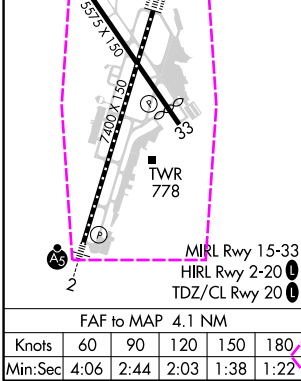 5575 X 150
7400 X 150
P
33
TWR
778
P
A5
2
MIRL Rwy 15-33
HIRL Rwy 2-20 L
TDZ/CL Rwy 20 L
FAF to MAP 4.1 NM
Knots 60 90 120 150 180
Min:Sec 4:06 2:44 2:03 1:38 1:22